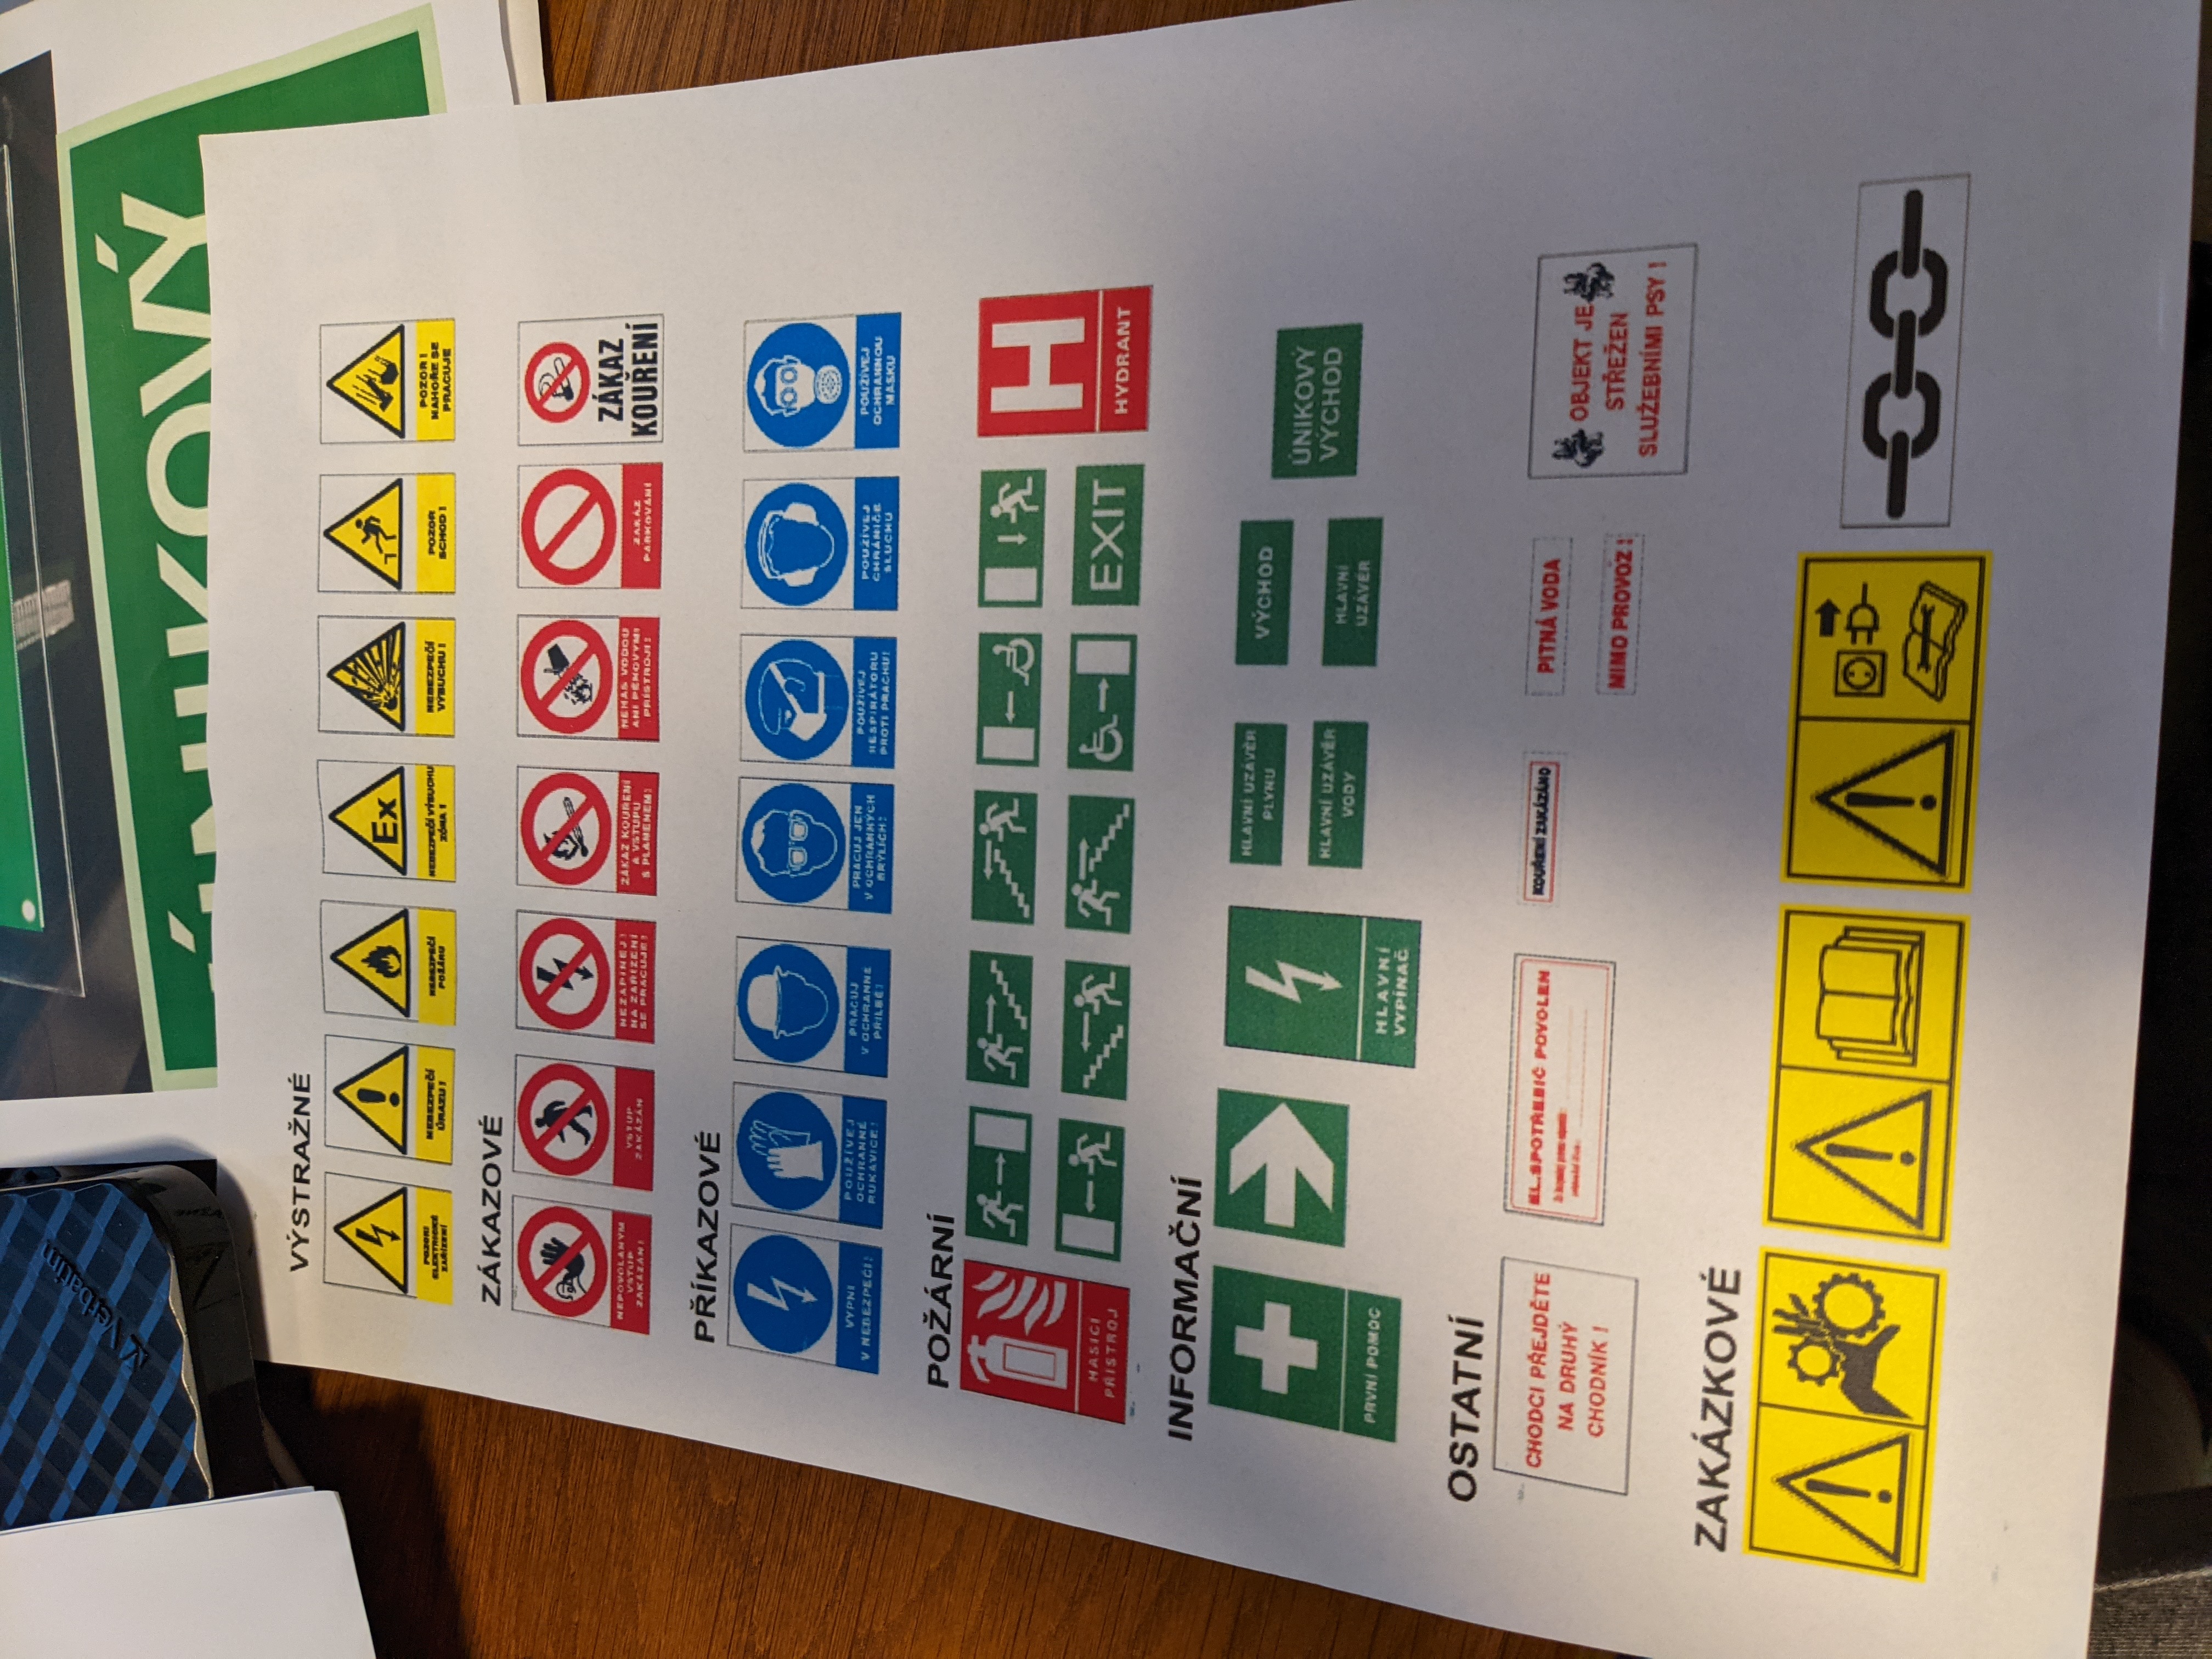 Verbatim
ÚNIKOVÝ
VÝSTRAŽNÉ
POZOR!
ELEKTRICKÉ
ZAŘÍZENÍ
NEBEZPEČÍ
ÚRAZU !
NEBEZPEČÍ
POŽÁRU
Ex
NEBEZPEČÍ VÝBUCHU
ZÓNA 1
NEBEZPEČÍ
VÝBUCHU !
POZOR
SCHOD !
POZOR !
NAHOŘE SE
PRACUJE
ZÁKAZOVÉ
NEPOVOLANÝM
VSTUP
ZAKÁZÁN!
VSTUP
ZAKÁZÁN
NEZAPÍNEJ!
NA ZAŘÍZENÍ
SE PRACUJE!
ZÁKAZ KOUŘENÍ
A VSTUPU
S PLAMENEM!
NEHAS VODOU
ANI PĚNOVÝMI
PŘÍSTROJI!
ZÁKAZ
PARKOVÁNÍ
ZÁKAZ
KOUŘENÍ
PŘÍKAZOVÉ
VYPNI
V NEBEZPEČÍ!
POUŽÍVEJ
OCHRANNÉ
RUKAVICE!
PRACUJ
V OCHRANNÉ
PŘILBĚ!
PRACUJ JEN
V OCHRANNÝCH
BRÝLÍCH!
POUŽÍVEJ
RESPIRÁTORU
PROTI PRACHU!
POUŽÍVEJ
CHRÁNIČE
SLUCHU
POUŽÍVEJ
OCHRANNOU
MASKU
POŽÁRNÍ
HASICÍ
PŘÍSTROJ
EXIT
H
HYDRANT
INFORMAČNÍ
PRVNÍ POMOC
HLAVNÍ
VYPÍNAČ
HLAVNÍ UZÁVĚR
PLYNU
HLAVNÍ UZÁVĚR
VODY
VÝCHOD
HLAVNÍ
UZÁVĚR
ÚNIKOVÝ
VÝCHOD
OSTATNÍ
CHODCI PŘEJDĚTE
NA DRUHÝ
CHODNÍK !
EL.SPOTŘEBIČ POVOLEN
KOUŘENÍ ZAKÁZÁNO
PITNÁ VODA
MIMO PROVOZ !
OBJEKT JE
STŘEŽEN
SLUŽEBNÍMI PSY !
ZAKÁZKOVÉ